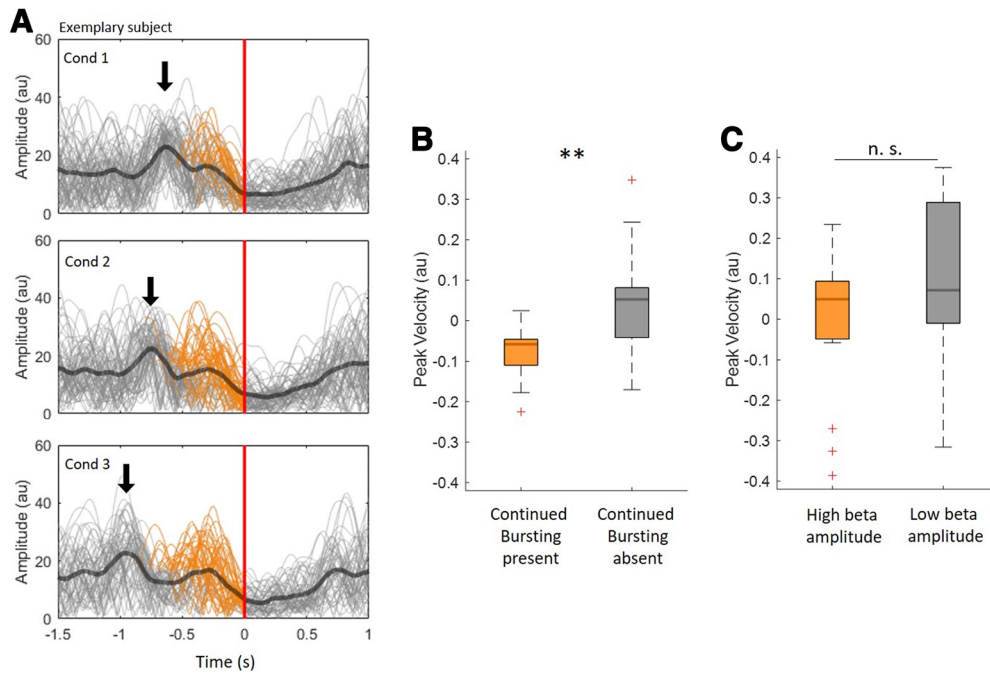 A
Exemplary subject
60
40
20
0
Amplitude (au)
Cond 1
60
40
20
0
Amplitude (au)
Cond 2
60
40
20
0
Amplitude (au)
Cond 3
-1.5 -1 -0.5 0 0.5 1
Time (s)
B
**
0.4
0.3
0.2
0.1
0
-0.1
-0.2
-0.3
-0.4
Peak Velocity (au)
Continued
Bursting
present
Continued
Bursting
absent
C
n. s.
0.4
0.3
0.2
0.1
0
-0.1
-0.2
-0.3
-0.4
Peak Velocity (au)
High beta
amplitude
Low beta
amplitude